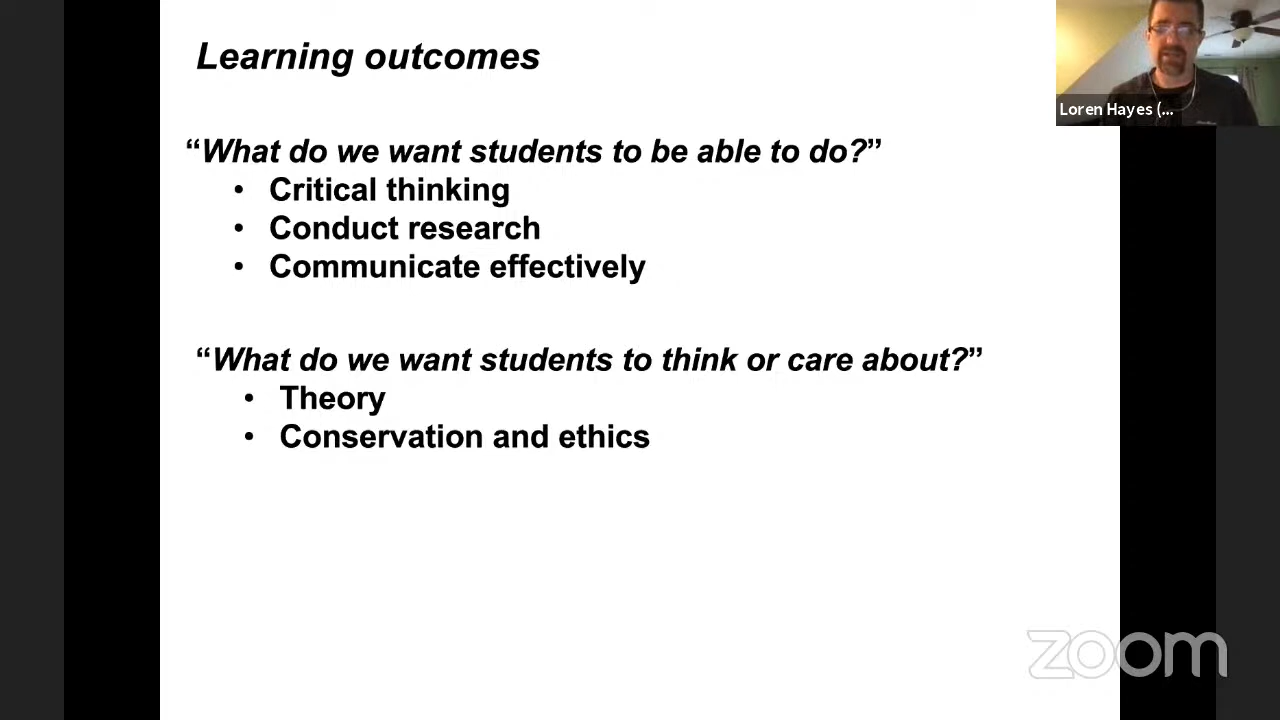 Learning outcomes
“What do we want students to be able to do?”
• Critical thinking
• Conduct research
• Communicate effectively
“What do we want students to think or care about?”
• Theory
• Conservation and ethics
Loren Hayes (...
zoom